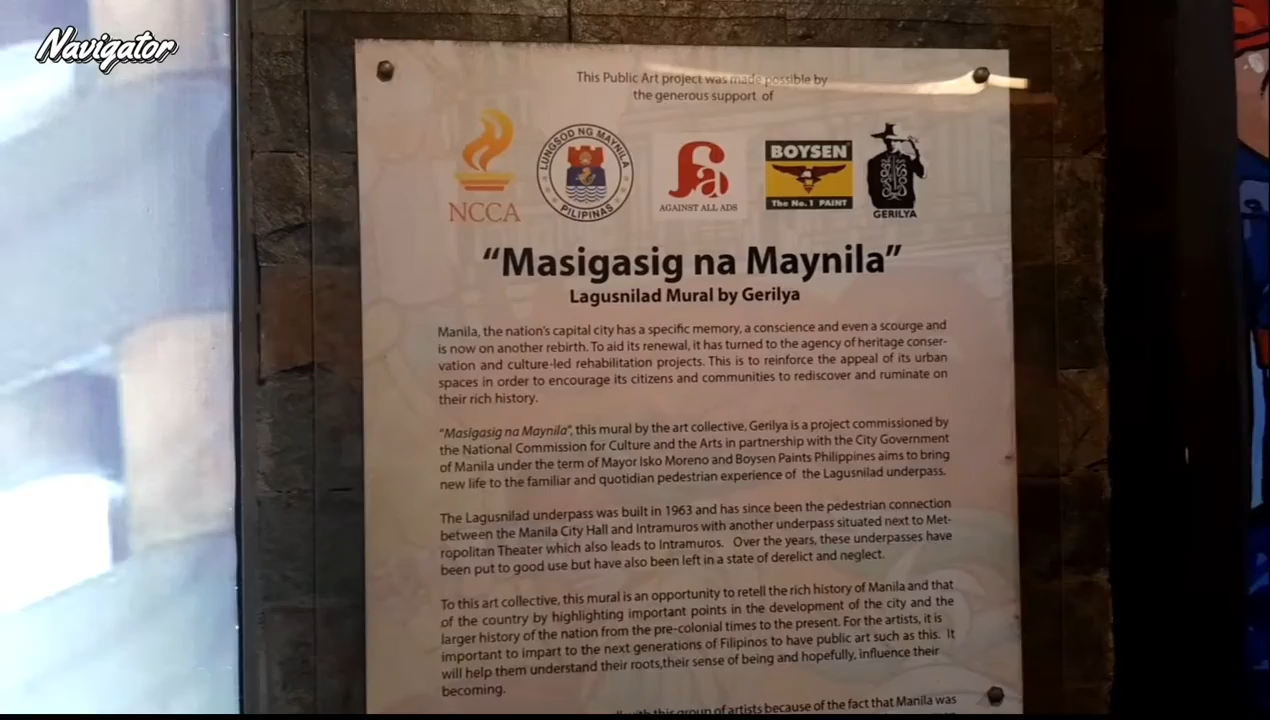 Navigator
This Public Art project was made possible by
the generous support of
NCCA
LUNGSOD NG MAYNILA
PILIPINAS
fa
AGAINST ALL ADS
BOYSEN
The No. 1 PAINT
GERILYA
“Masigasig na Maynila”
Lagusnilad Mural by Gerilya
Manila, the nation's capital city has a specific memory, a conscience and even a scourge and
is now on another rebirth. To aid its renewal, it has turned to the agency of heritage conser-
vation and culture-led rehabilitation projects. This is to reinforce the appeal of its urban
spaces in order to encourage its citizens and communities to rediscover and ruminate on
their rich history.
“Masigasig na Maynila”, this mural by the art collective, Gerilya is a project commissioned by
the National Commission for Culture and the Arts in partnership with the City Government
of Manila under the term of Mayor Isko Moreno and Boysen Paints Philippines aims to bring
new life to the familiar and quotidian pedestrian experience of the Lagusnilad underpass.
The Lagusnilad underpass was built in 1963 and has since been the pedestrian connection
between the Manila City Hall and Intramuros with another underpass situated next to Met-
ropolitan Theater which also leads to Intramuros. Over the years, these underpasses have
been put to good use but have also been left in a state of derelict and neglect.
To this art collective, this mural is an opportunity to retell the rich history of Manila and that
of the country by highlighting important points in the development of the city and the
larger history of the nation from the pre-colonial times to the present. For the artists, it is
important to impart to the next generations of Filipinos to have public art such as this. It
will help them understand their roots,their sense of being and hopefully, influence their
becoming.
with this group of artists because of the fact that Manila was